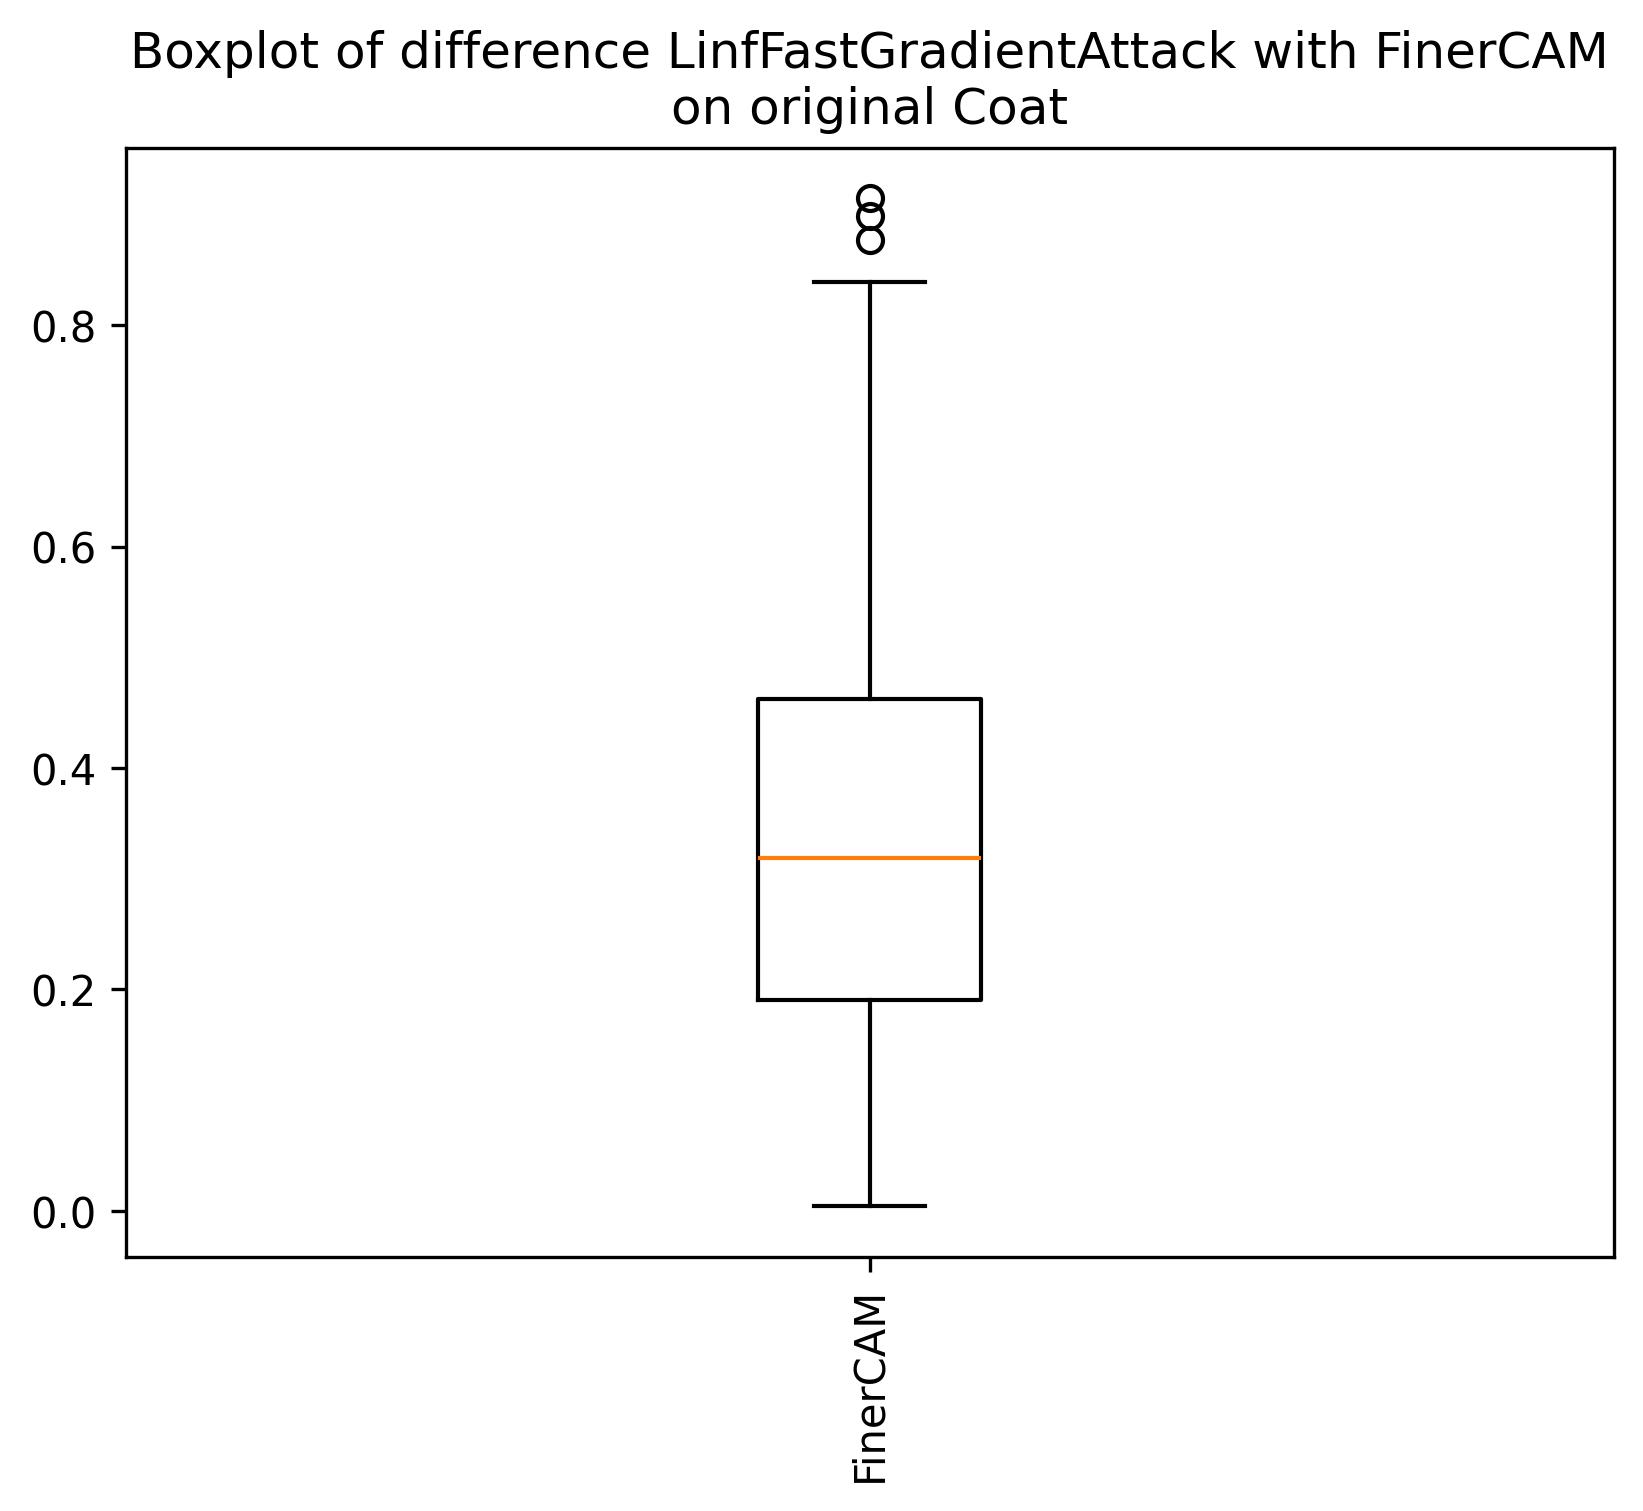 Boxplot of difference LinfFastGradientAttack with FinerCAM
on original Coat
0.8
0.6
0.4
0.2
0.0
FinerCAM